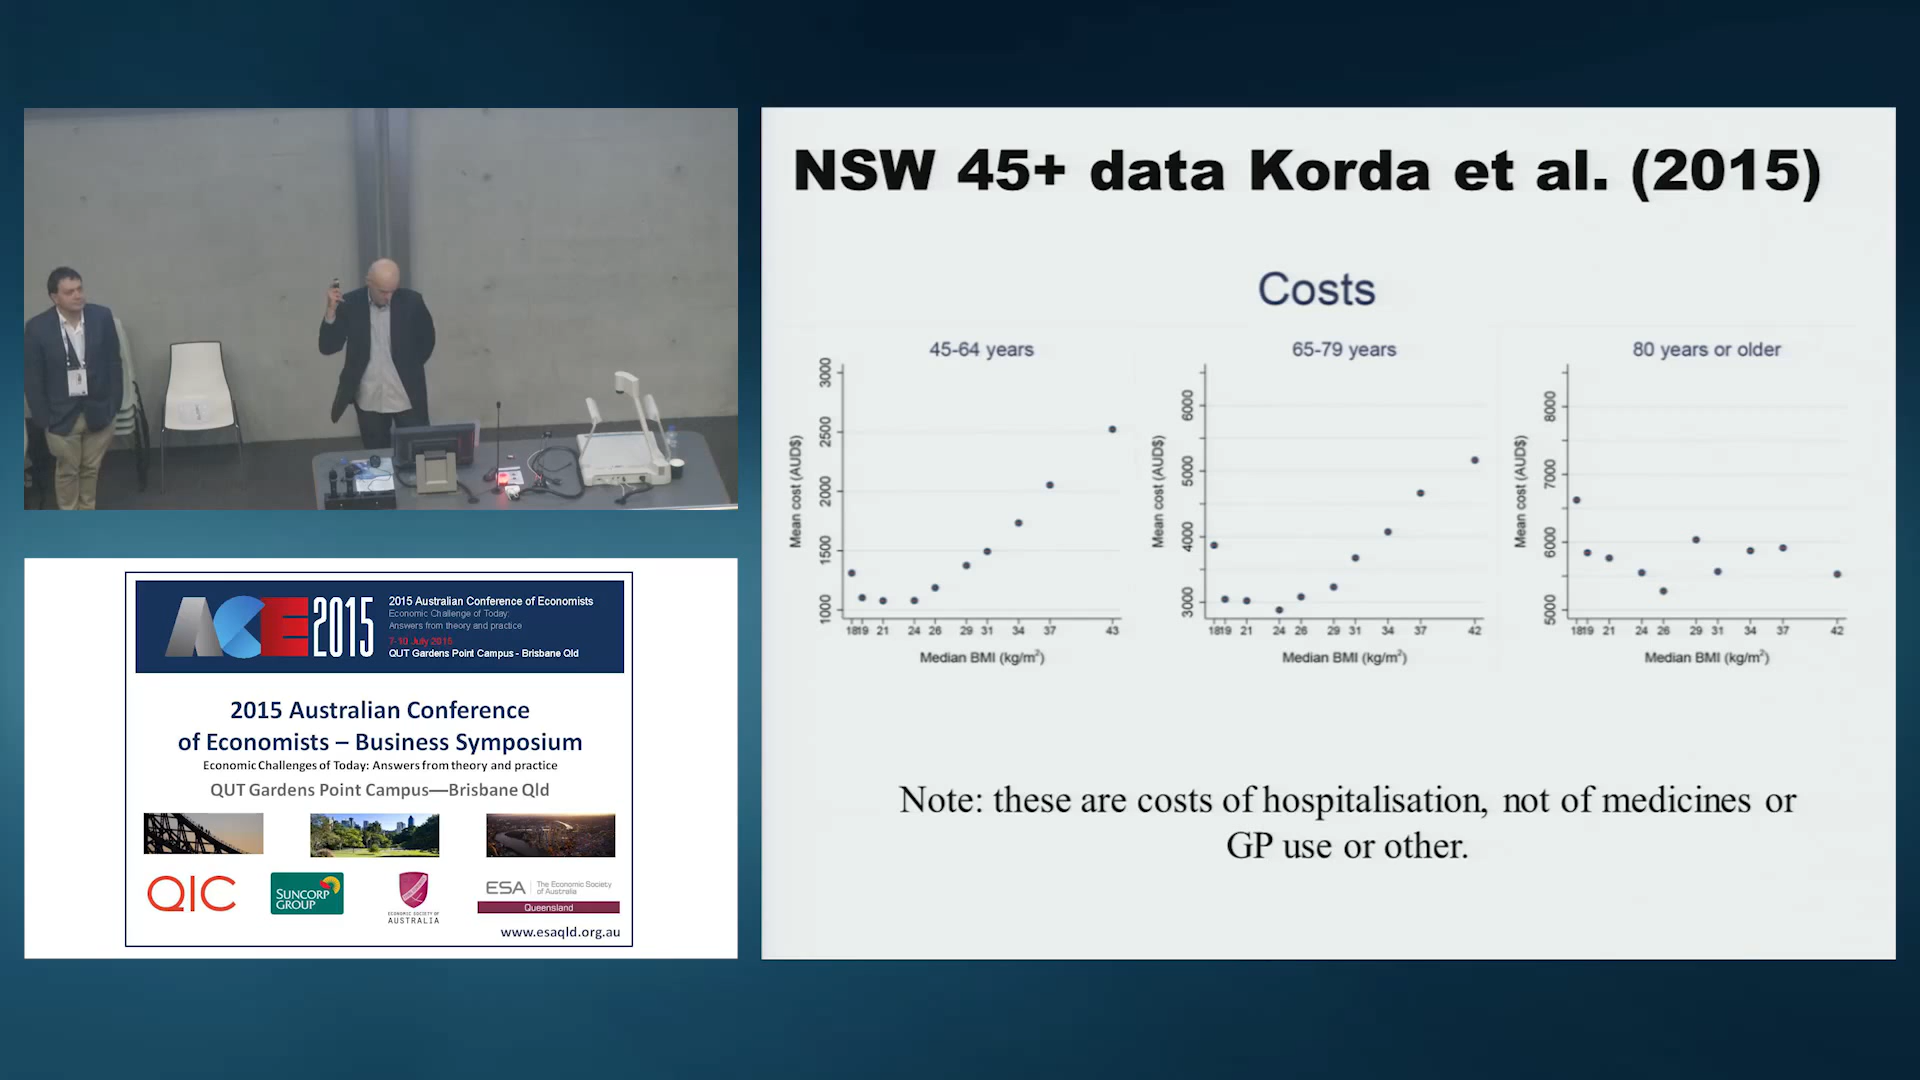 NSW 45+ data Korda et al. (2015)
Costs
45-64 years
Mean cost (AUD$)
3000
2500
2000
1500
1000
1819 21 24 26 29 31 34 37 43
Median BMI (kg/m²)
65-79 years
Mean cost (AUD$)
6000
5000
4000
3000
1819 21 24 26 29 31 34 37 42
Median BMI (kg/m²)
80 years or older
Mean cost (AUD$)
8000
7000
6000
5000
1819 21 24 26 29 31 34 37 42
Median BMI (kg/m²)
Note: these are costs of hospitalisation, not of medicines or
GP use or other.
ACE 2015
2015 Australian Conference of Economists
Economic Challenge of Today:
Answers from theory and practice
7-10 July 2015
QUT Gardens Point Campus - Brisbane Qld
2015 Australian Conference
of Economists – Business Symposium
Economic Challenges of Today: Answers from theory and practice
QUT Gardens Point Campus—Brisbane Qld
QIC
SUNCORP
GROUP
ECONOMIC SOCIETY OF
AUSTRALIA
ESA The Economic Society
of Australia
Queensland
www.esaqld.org.au